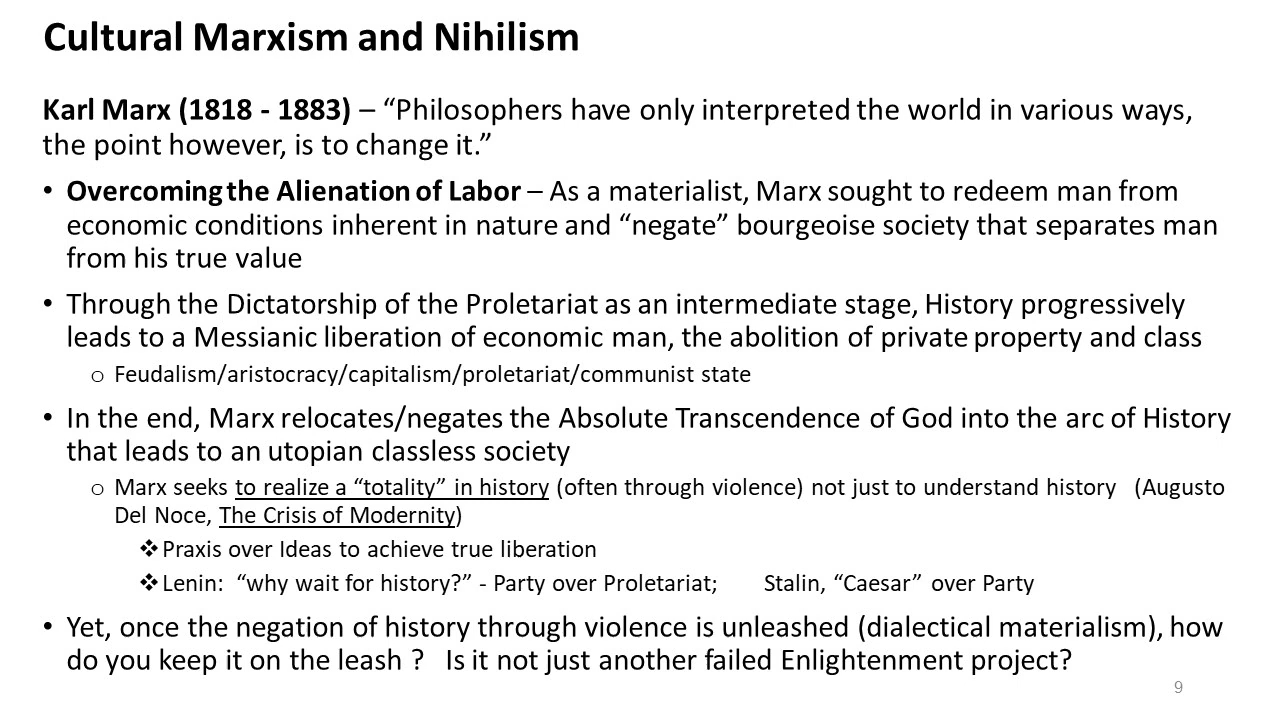 Cultural Marxism and Nihilism
Karl Marx (1818 - 1883) – “Philosophers have only interpreted the world in various ways,
the point however, is to change it.”
• Overcoming the Alienation of Labor – As a materialist, Marx sought to redeem man from
economic conditions inherent in nature and “negate” bourgeoise society that separates man
from his true value
• Through the Dictatorship of the Proletariat as an intermediate stage, History progressively
leads to a Messianic liberation of economic man, the abolition of private property and class
o Feudalism/aristocracy/capitalism/proletariat/communist state
• In the end, Marx relocates/negates the Absolute Transcendence of God into the arc of History
that leads to an utopian classless society
o Marx seeks to realize a “totality” in history (often through violence) not just to understand history (Augusto
Del Noce, The Crisis of Modernity)
❖Praxis over Ideas to achieve true liberation
❖Lenin: “why wait for history?” - Party over Proletariat; Stalin, “Caesar” over Party
• Yet, once the negation of history through violence is unleashed (dialectical materialism), how
do you keep it on the leash ? Is it not just another failed Enlightenment project?
9